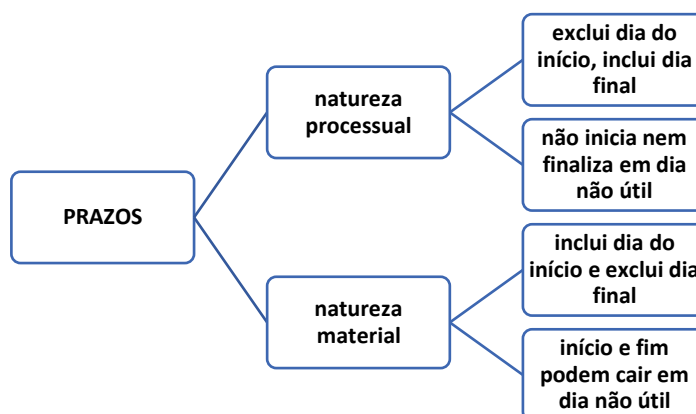 PRAZOS
natureza
processual
exclui dia do
início, inclui dia
final
não inicia nem
finaliza em dia
não útil
natureza
material
inclui dia do
início e exclui dia
final
início e fim
podem cair em
dia não útil